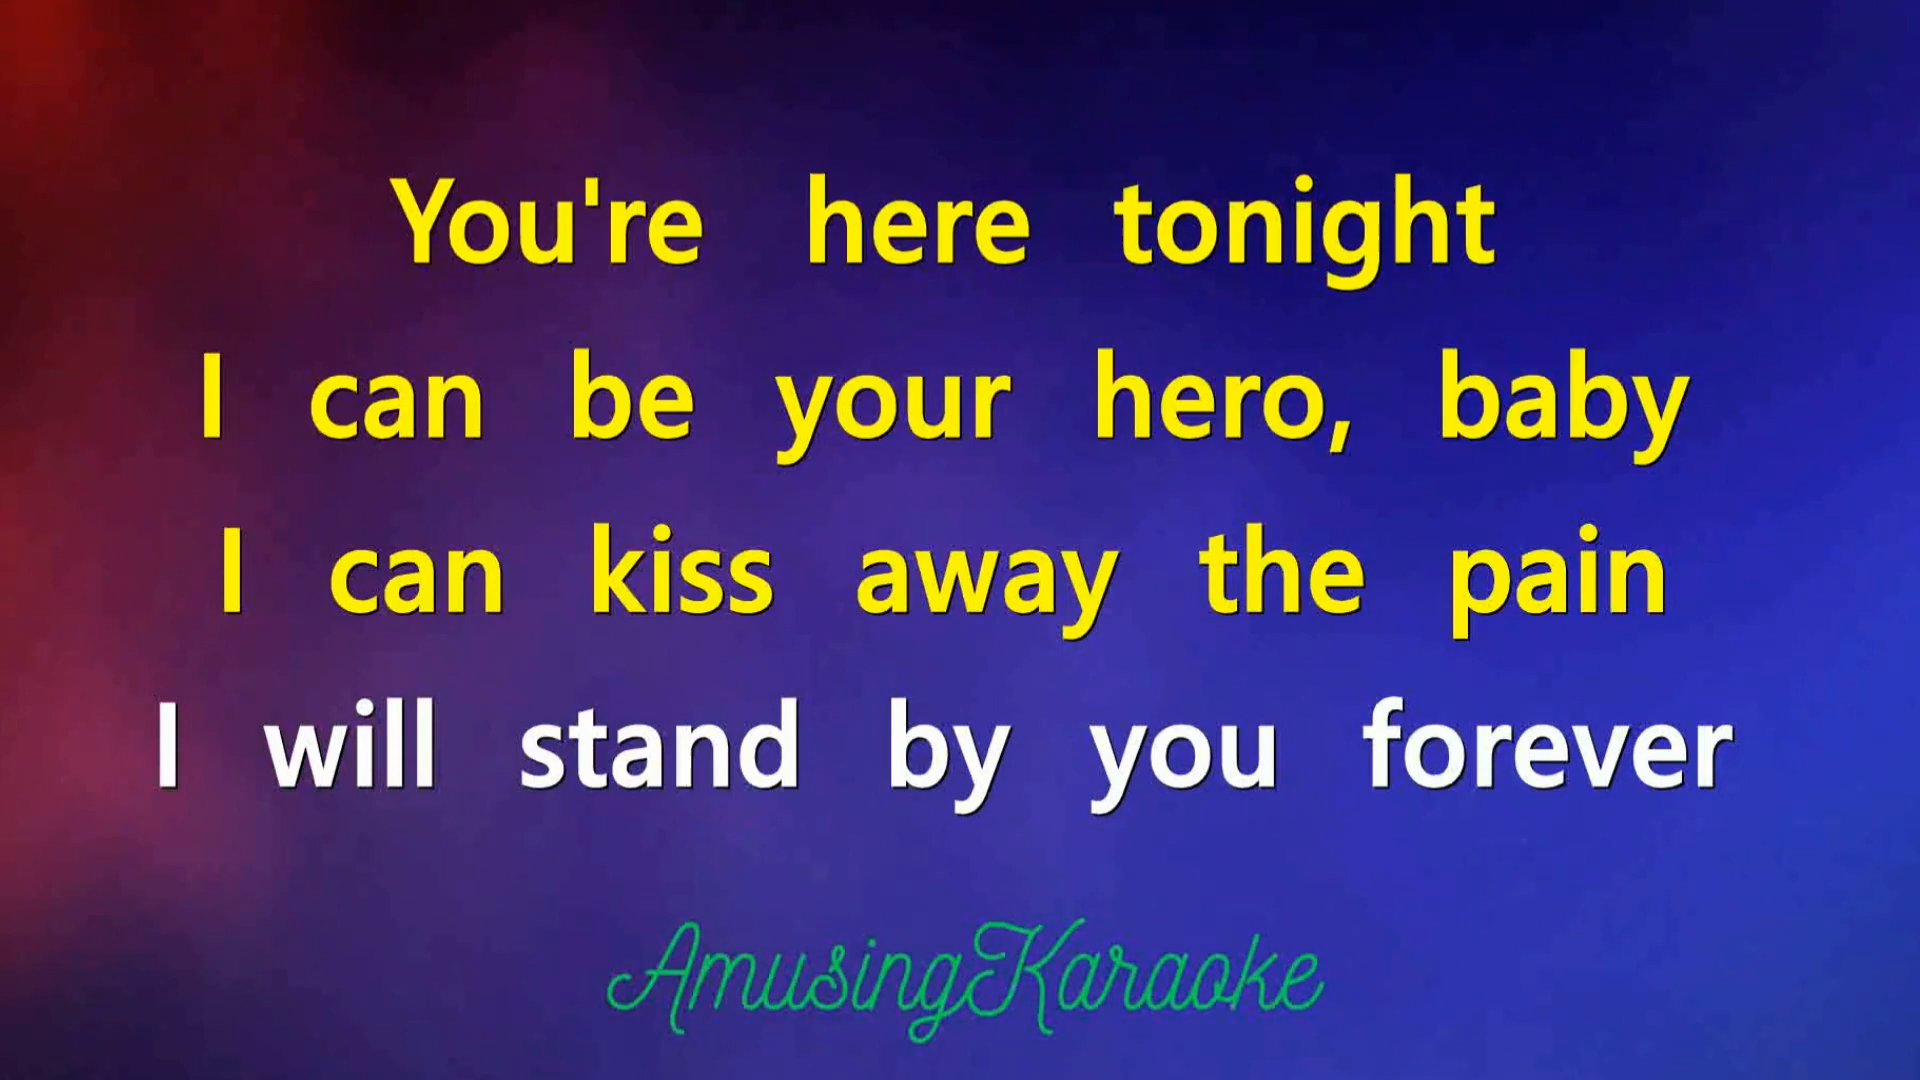 You're here tonight
I can be your hero, baby
I can kiss away the pain
I will stand by you forever
AmusingKaraoke